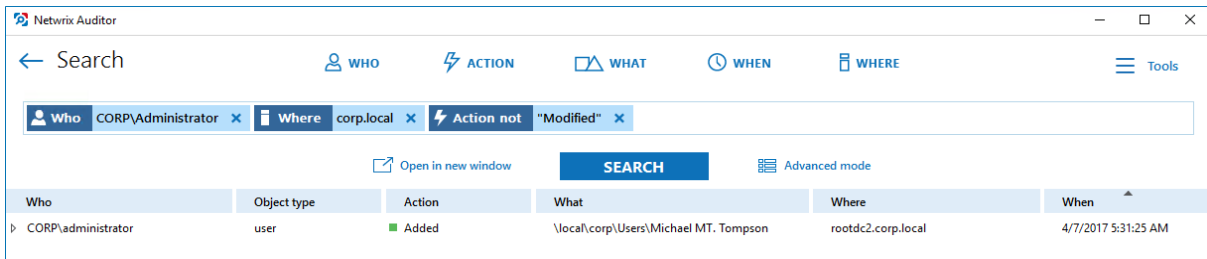 Netwrix Auditor
← Search WHO ACTION WHAT WHEN WHERE Tools
Who CORP\Administrator × Where corp.local × Action not "Modified" ×
Open in new window SEARCH Advanced mode
Who Object type Action What Where When
CORP\administrator user Added \local\corp\Users\Michael MT. Tompson rootdc2.corp.local 4/7/2017 5:31:25 AM